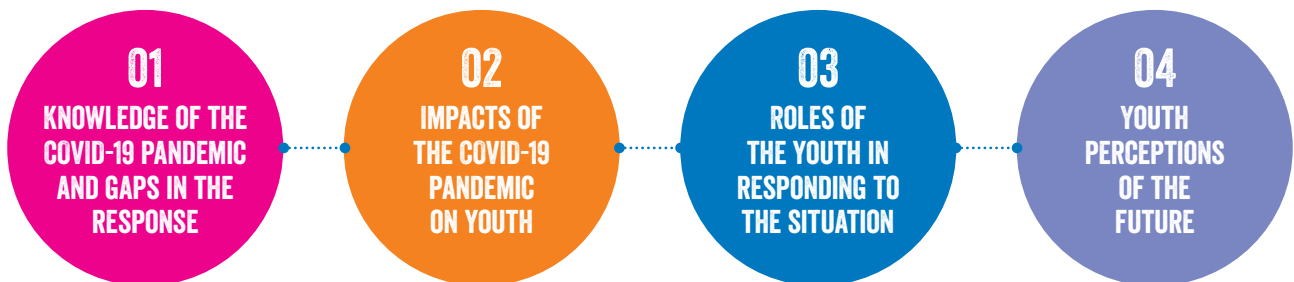 01
KNOWLEDGE OF THE
COVID-19 PANDEMIC
AND GAPS IN THE
RESPONSE
02
IMPACTS OF
THE COVID-19
PANDEMIC
ON YOUTH
03
ROLES OF
THE YOUTH IN
RESPONDING TO
THE SITUATION
04
YOUTH
PERCEPTIONS
OF THE
FUTURE